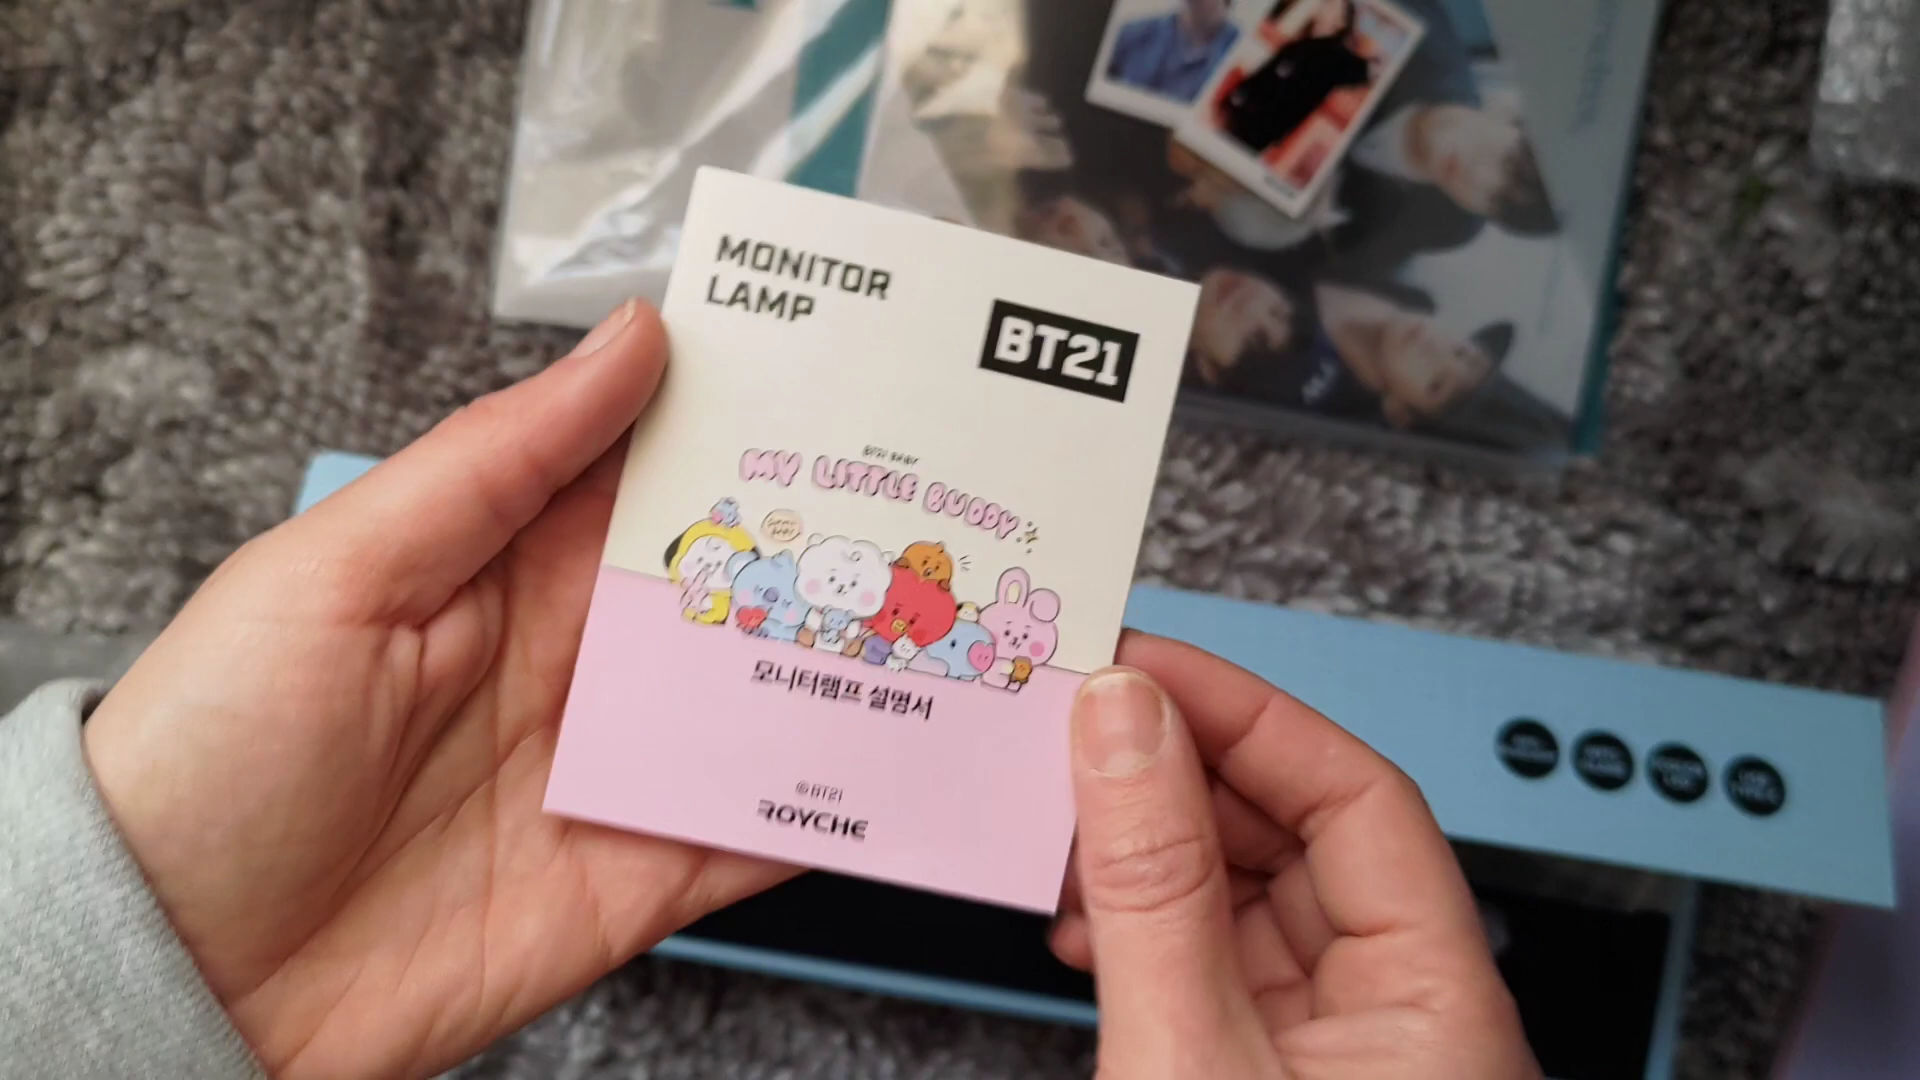 MONITOR
LAMP
BT21
BT21 BABY
MY LITTLE BUDDY
모니터램프 설명서
©BT21
ROYCHE